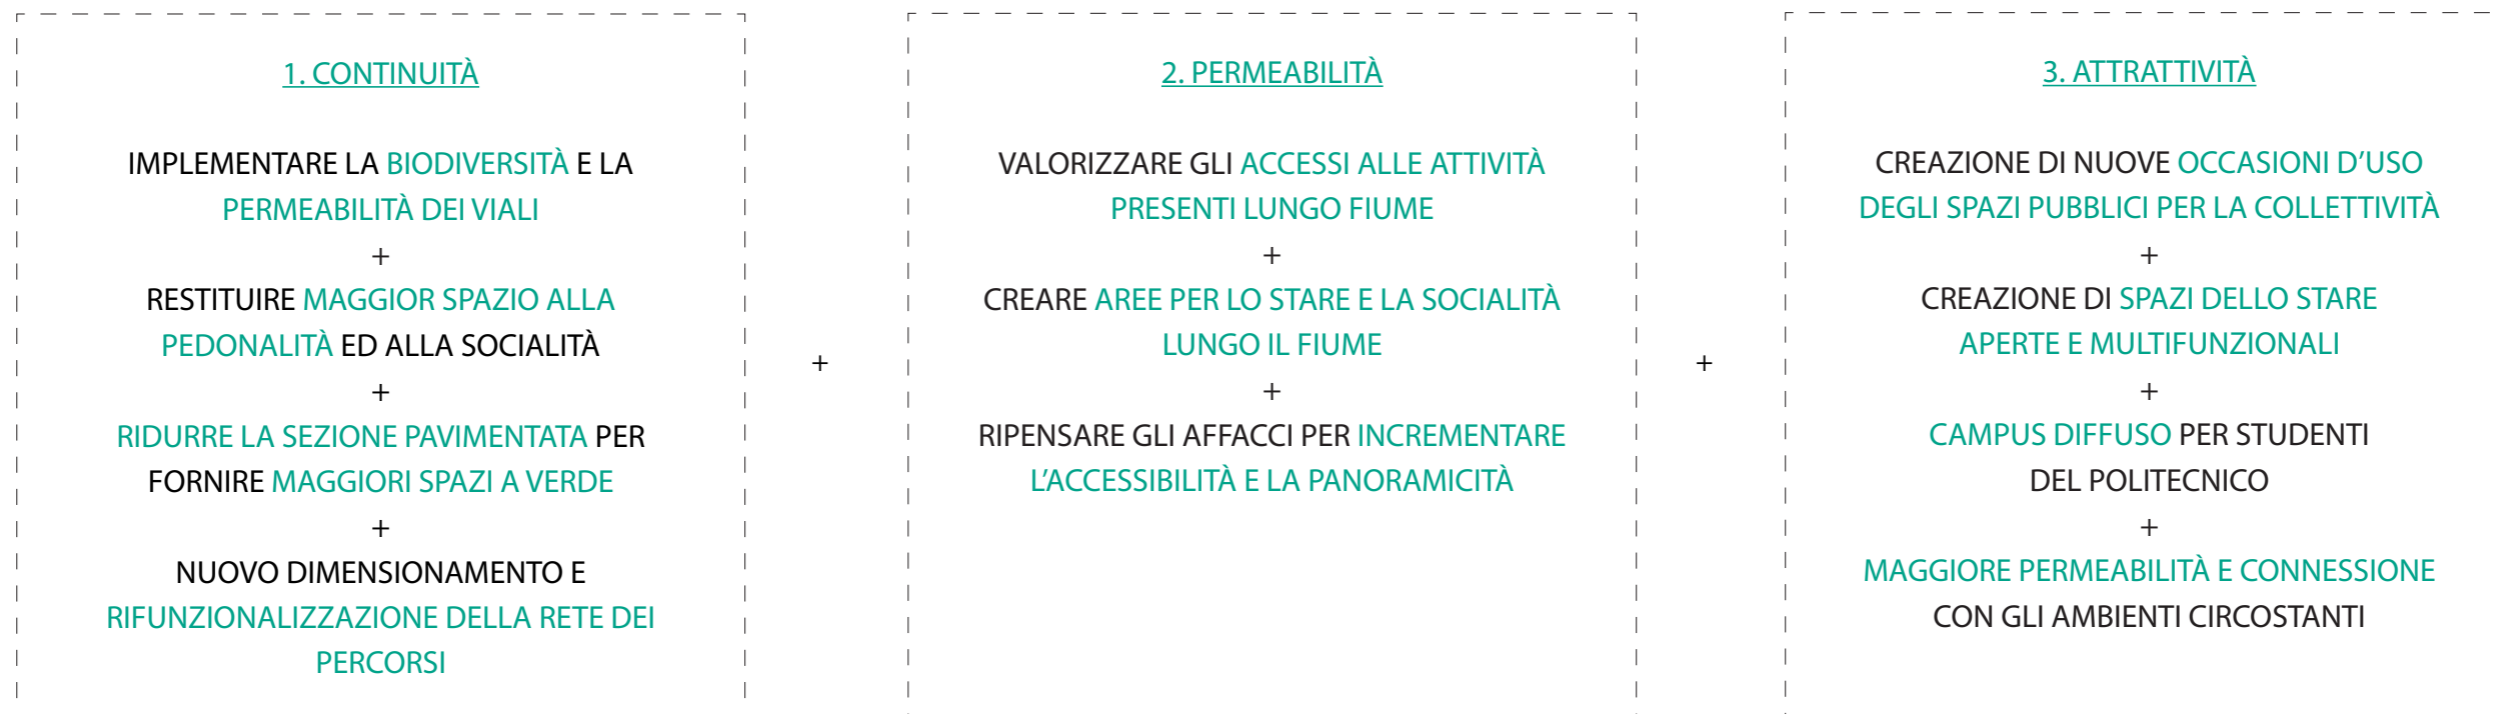 1. CONTINUITÀ
IMPLEMENTARE LA BIODIVERSITÀ E LA
PERMEABILITÀ DEI VIALI
+
RESTITUIRE MAGGIOR SPAZIO ALLA
PEDONALITÀ ED ALLA SOCIALITÀ
+
RIDURRE LA SEZIONE PAVIMENTATA PER
FORNIRE MAGGIORI SPAZI A VERDE
+
NUOVO DIMENSIONAMENTO E
RIFUNZIONALIZZAZIONE DELLA RETE DEI
PERCORSI
+
2. PERMEABILITÀ
VALORIZZARE GLI ACCESSI ALLE ATTIVITÀ
PRESENTI LUNGO FIUME
+
CREARE AREE PER LO STARE E LA SOCIALITÀ
LUNGO IL FIUME
+
RIPENSARE GLI AFFACCI PER INCREMENTARE
L’ACCESSIBILITÀ E LA PANORAMICITÀ
+
3. ATTRATTIVITÀ
CREAZIONE DI NUOVE OCCASIONI D’USO
DEGLI SPAZI PUBBLICI PER LA COLLETTIVITÀ
+
CREAZIONE DI SPAZI DELLO STARE
APERTE E MULTIFUNZIONALI
+
CAMPUS DIFFUSO PER STUDENTI
DEL POLITECNICO
+
MAGGIORE PERMEABILITÀ E CONNESSIONE
CON GLI AMBIENTI CIRCOSTANTI